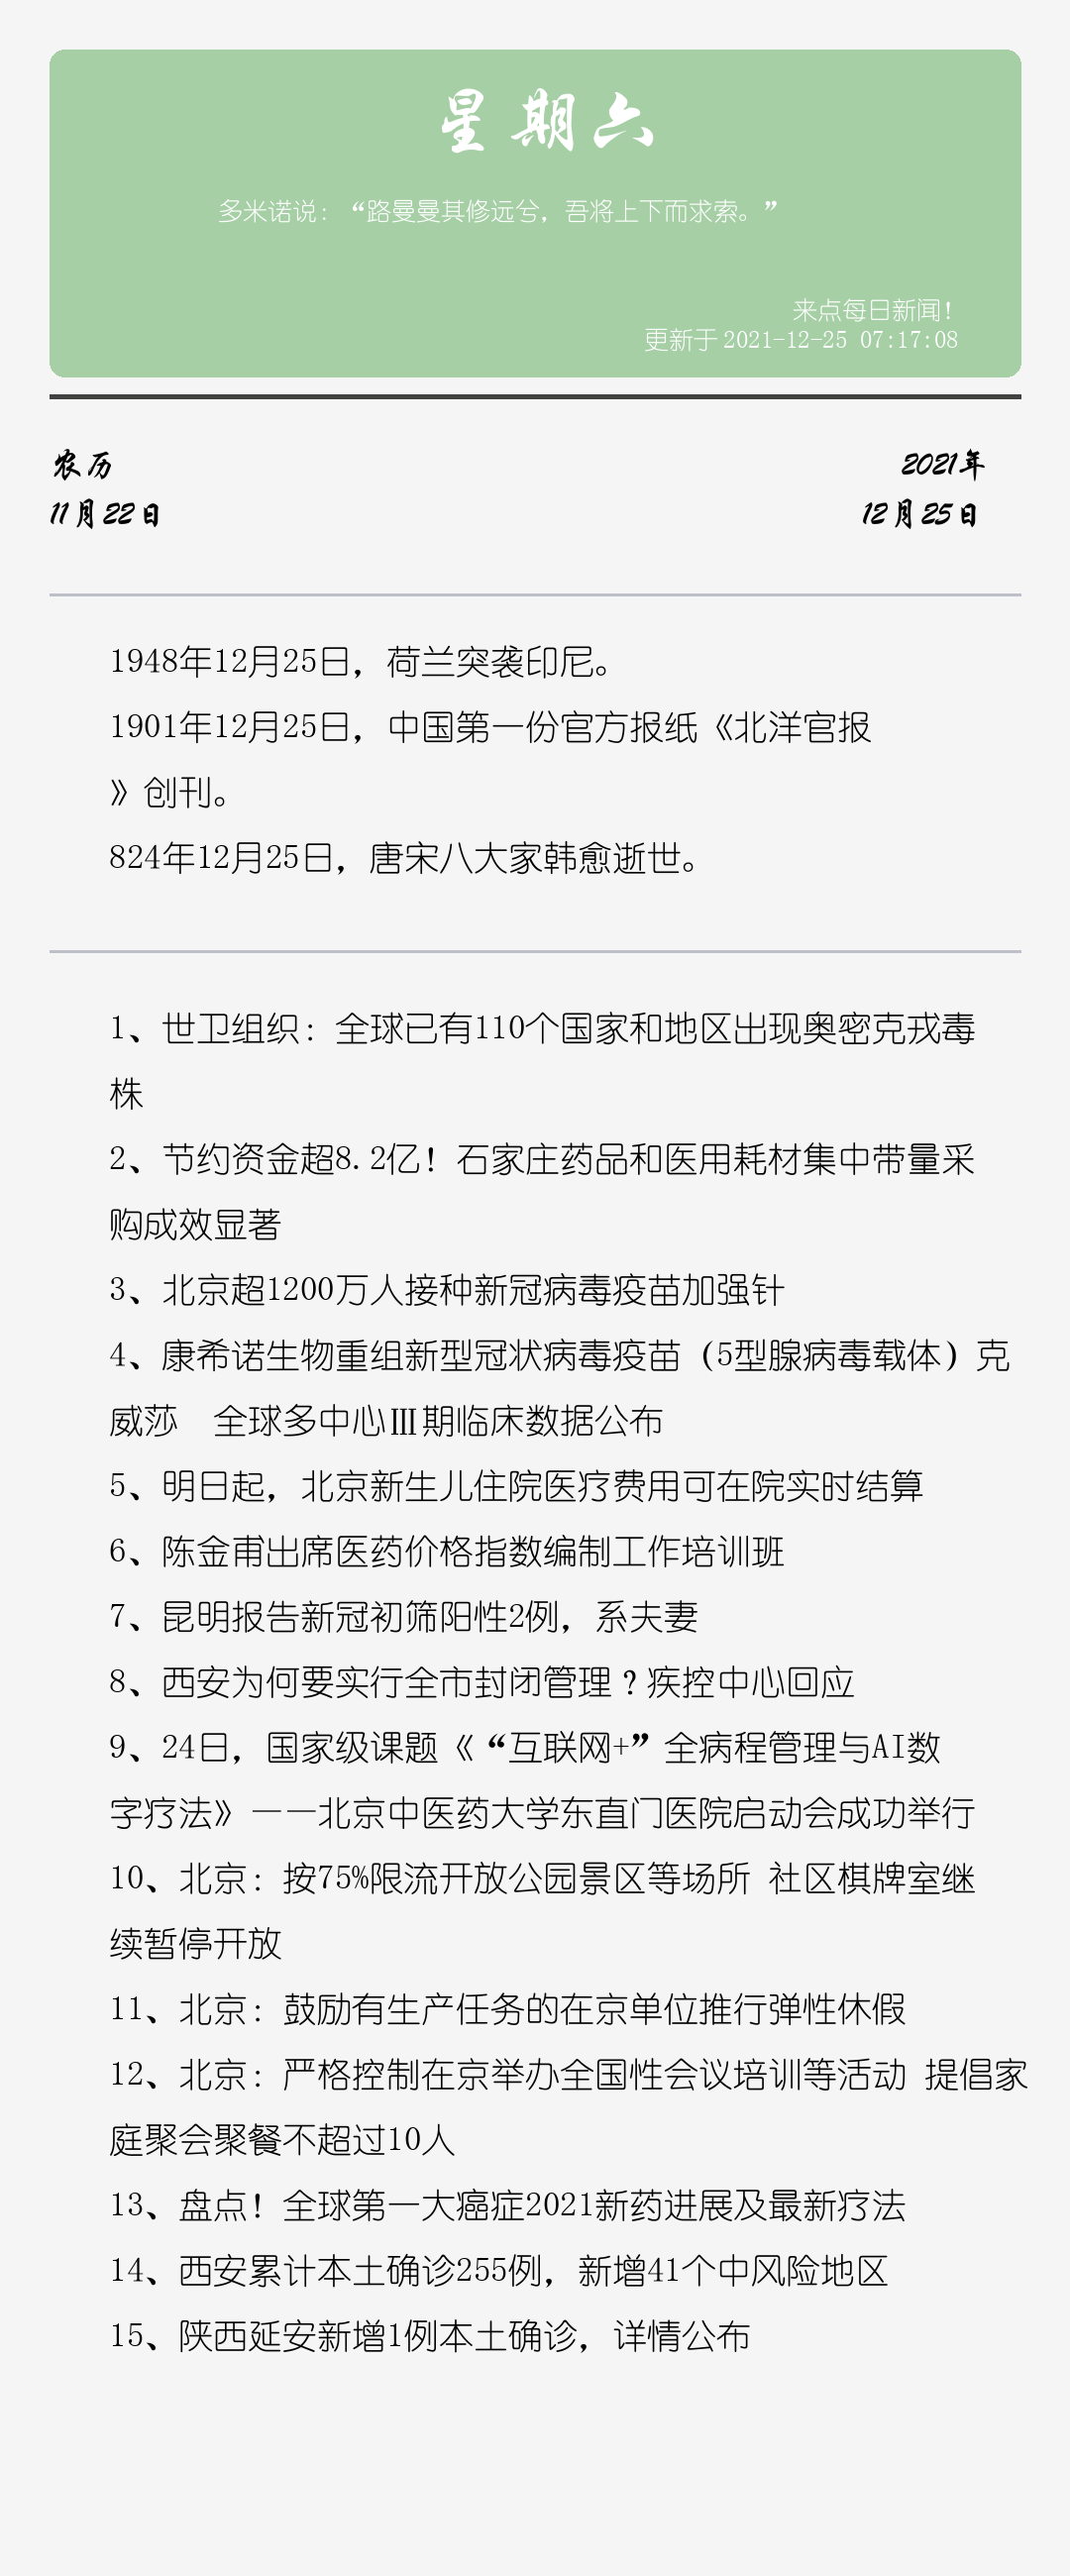 星期六
多米诺说：“路曼曼其修远兮，吾将上下而求索。”
来点每日新闻！
更新于2021-12-25 07:17:08
农历
2021年
11月22日
12月25日
1948年12月25日，荷兰突袭印尼。
1901年12月25日，中国第一份官方报纸《北洋官报
》创刊。
824年12月25日，唐宋八大家韩愈逝世。
1、世卫组织：全球已有110个国家和地区出现奥密克戎毒
株
2、节约资金超8.2亿！石家庄药品和医用耗材集中带量采
购成效显著
3、北京超1200万人接种新冠病毒疫苗加强针
4、康希诺生物重组新型冠状病毒疫苗（5型腺病毒载体）克
威莎　全球多中心Ⅲ期临床数据公布
5、明日起，北京新生儿住院医疗费用可在院实时结算
6、陈金甫出席医药价格指数编制工作培训班
7、昆明报告新冠初筛阳性2例，系夫妻
8、西安为何要实行全市封闭管理？疾控中心回应
9、24日，国家级课题《“互联网+”全病程管理与AI数
字疗法》——北京中医药大学东直门医院启动会成功举行
10、北京：按75%限流开放公园景区等场所 社区棋牌室继
续暂停开放
11、北京：鼓励有生产任务的在京单位推行弹性休假
12、北京：严格控制在京举办全国性会议培训等活动 提倡家
庭聚会聚餐不超过10人
13、盘点！全球第一大癌症2021新药进展及最新疗法
14、西安累计本土确诊255例，新增41个中风险地区
15、陕西延安新增1例本土确诊，详情公布